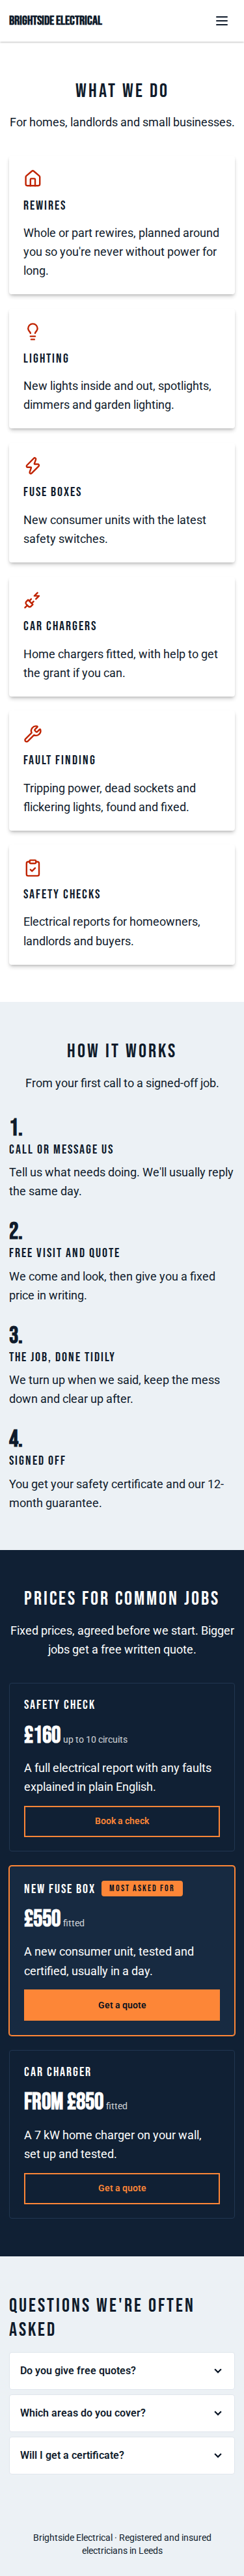 BRIGHTSIDE ELECTRICAL
WHAT WE DO
For homes, landlords and small businesses.
REWIRES
Whole or part rewires, planned around
you so you're never without power for
long.
LIGHTING
New lights inside and out, spotlights,
dimmers and garden lighting.
FUSE BOXES
New consumer units with the latest
safety switches.
CAR CHARGERS
Home chargers fitted, with help to get
the grant if you can.
FAULT FINDING
Tripping power, dead sockets and
flickering lights, found and fixed.
SAFETY CHECKS
Electrical reports for homeowners,
landlords and buyers.
HOW IT WORKS
From your first call to a signed-off job.
1.
CALL OR MESSAGE US
Tell us what needs doing. We'll usually reply
the same day.
2.
FREE VISIT AND QUOTE
We come and look, then give you a fixed
price in writing.
3.
THE JOB, DONE TIDILY
We turn up when we said, keep the mess
down and clear up after.
4.
SIGNED OFF
You get your safety certificate and our 12-
month guarantee.
PRICES FOR COMMON JOBS
Fixed prices, agreed before we start. Bigger
jobs get a free written quote.
SAFETY CHECK
£160 up to 10 circuits
A full electrical report with any faults
explained in plain English.
Book a check
NEW FUSE BOX MOST ASKED FOR
£550 fitted
A new consumer unit, tested and
certified, usually in a day.
Get a quote
CAR CHARGER
FROM £850 fitted
A 7 kW home charger on your wall,
set up and tested.
Get a quote
QUESTIONS WE'RE OFTEN
ASKED
Do you give free quotes?
Which areas do you cover?
Will I get a certificate?
Brightside Electrical · Registered and insured
electricians in Leeds